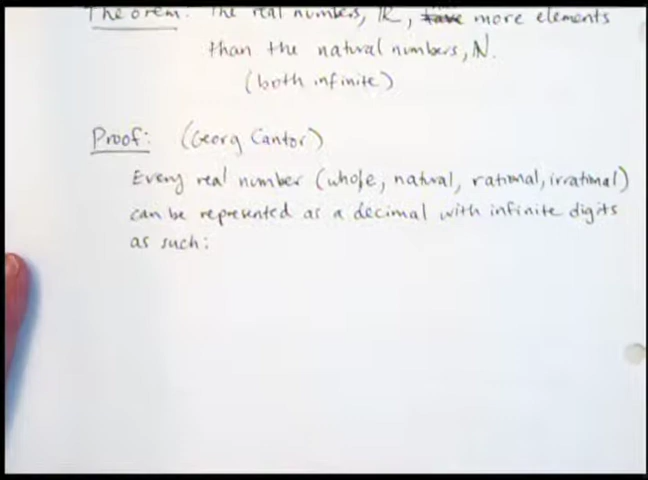 Theorem: The real numbers, ℝ, more elements
than the natural numbers, ℕ.
(both infinite)
Proof: (Georg Cantor)
Every real number (whole, natural, rational, irrational)
can be represented as a decimal with infinite digits
as such: